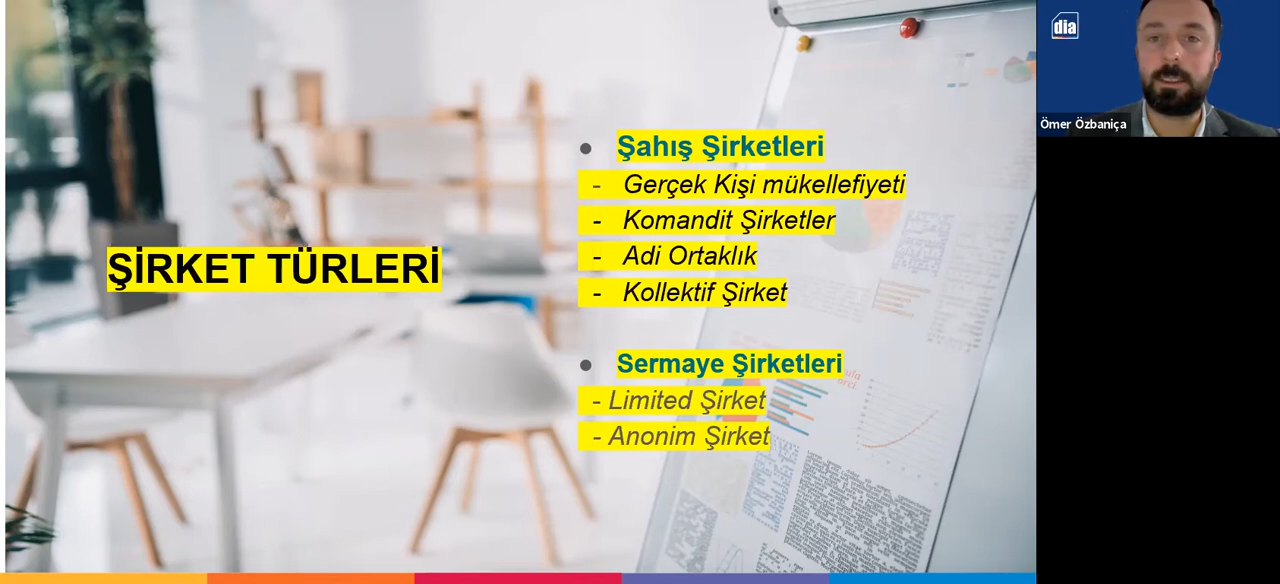 ŞİRKET TÜRLERİ
● Şahış Şirketleri
- Gerçek Kişi mükellefiyeti
- Komandit Şirketler
- Adi Ortaklık
- Kollektif Şirket
● Sermaye Şirketleri
- Limited Şirket
- Anonim Şirket
dia
Ömer Özbaniça